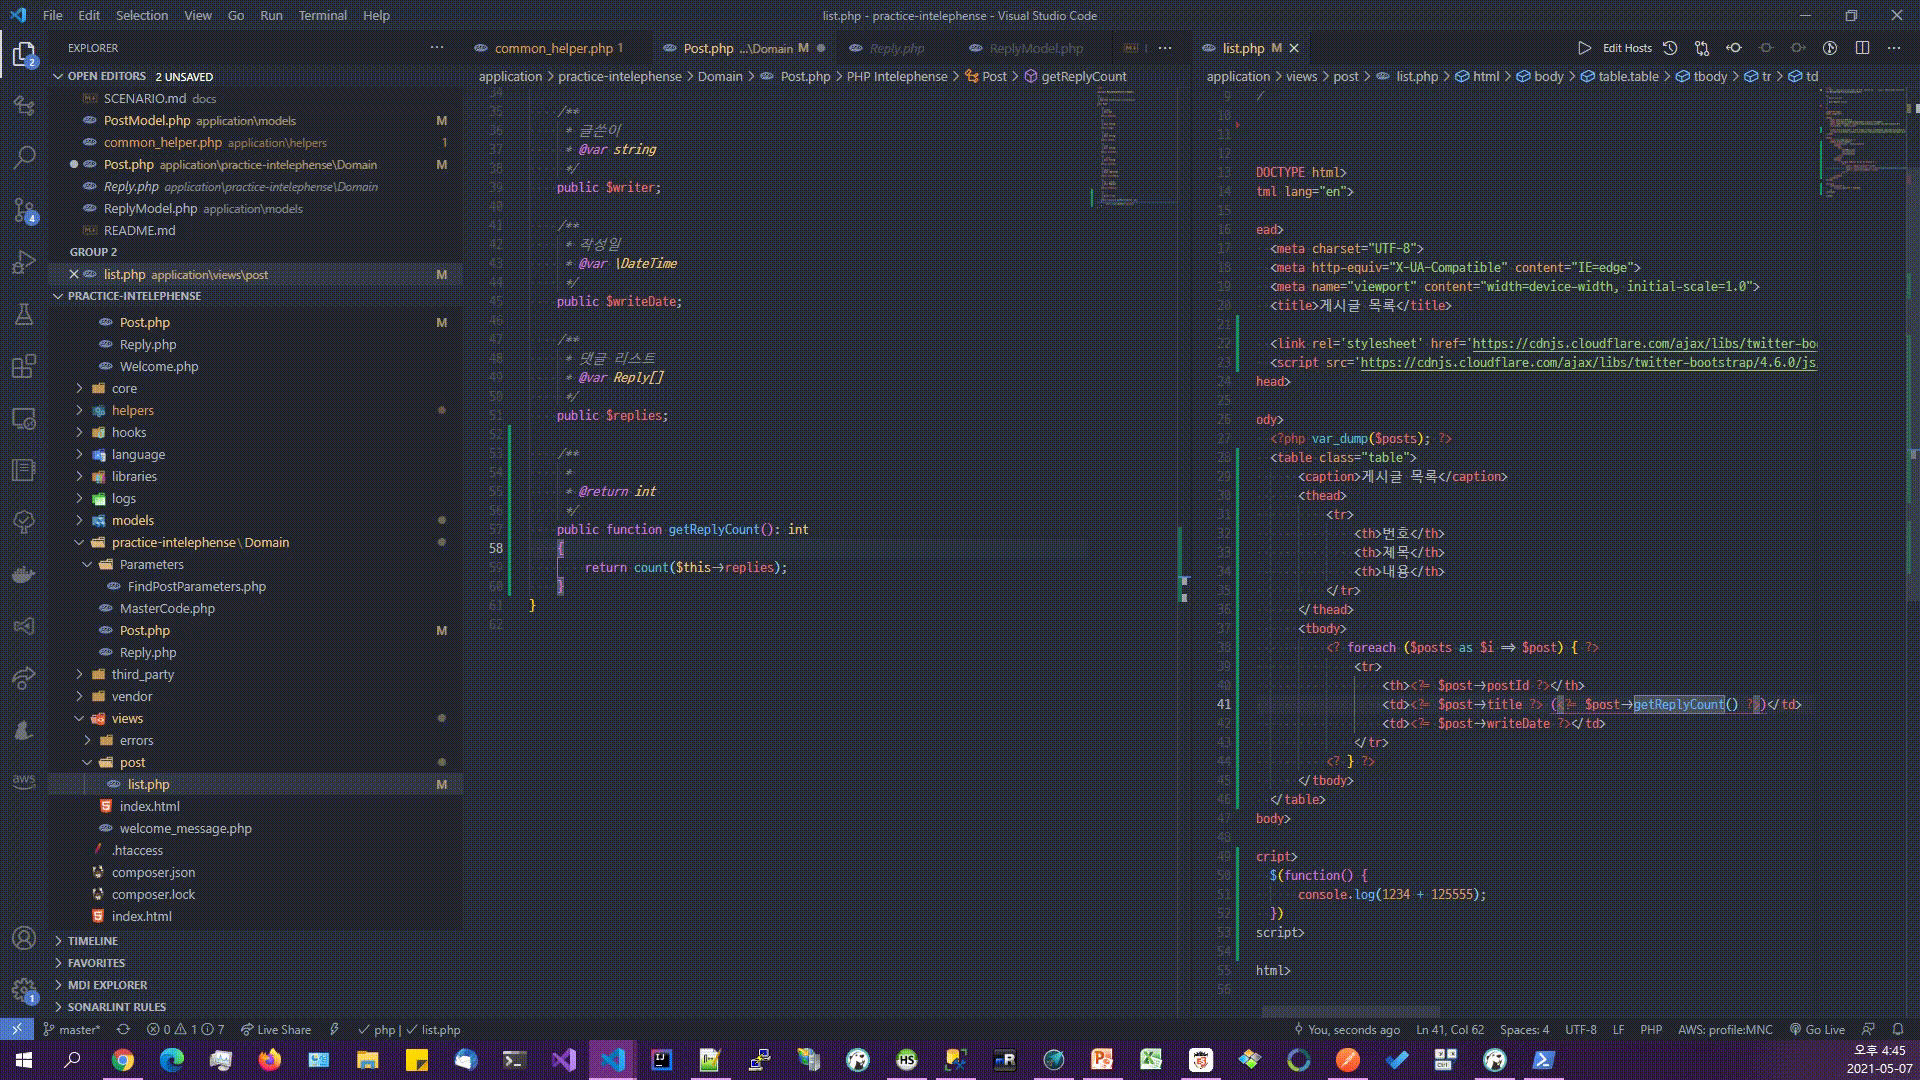 File Edit Selection View Go Run Terminal Help
list.php - practice-intelephense - Visual Studio Code
EXPLORER
OPEN EDITORS 2 UNSAVED
SCENARIO.md docs
PostModel.php application\models M
common_helper.php application\helpers 1
Post.php application\practice-intelephense\Domain M
Reply.php application\practice-intelephense\Domain
ReplyModel.php application\models
README.md
GROUP 2
list.php application\views\post M
PRACTICE-INTELEPHENSE
Post.php M
Reply.php
Welcome.php
core
helpers
hooks
language
libraries
logs
models
practice-intelephense\Domain
Parameters
FindPostParameters.php
MasterCode.php
Post.php M
Reply.php
third_party
vendor
views
errors
post
list.php M
index.html
welcome_message.php
.htaccess
composer.json
composer.lock
index.html
TIMELINE
FAVORITES
MDI EXPLORER
SONARLINT RULES
2
4
1
aws
common_helper.php 1
Post.php ...\Domain M
Reply.php
ReplyModel.php
application > practice-intelephense > Domain > Post.php > PHP Intelephense > Post > getReplyCount
34
35 /**
36 * 글쓴이
37 * @var string
38 */
39 public $writer;
40
41 /**
42 * 작성일
43 * @var \DateTime
44 */
45 public $writeDate;
46
47 /**
48 * 댓글 리스트
49 * @var Reply[]
50 */
51 public $replies;
52
53 /**
54 *
55 * @return int
56 */
57 public function getReplyCount(): int
58 {
59 return count($this->replies);
60 }
61 }
62
list.php M
Edit Hosts
application > views > post > list.php > html > body > table.table > tbody > tr > td
9 /
10
11
12
13 DOCTYPE html>
14 tml lang="en">
15
16 ead>
17 <meta charset="UTF-8">
18 <meta http-equiv="X-UA-Compatible" content="IE=edge">
19 <meta name="viewport" content="width=device-width, initial-scale=1.0">
20 <title>게시글 목록</title>
21
22 <link rel='stylesheet' href='https://cdnjs.cloudflare.com/ajax/libs/twitter-bo
23 <script src='https://cdnjs.cloudflare.com/ajax/libs/twitter-bootstrap/4.6.0/js
24 head>
25
26 ody>
27 <?php var_dump($posts); ?>
28 <table class="table">
29 <caption>게시글 목록</caption>
30 <thead>
31 <tr>
32 <th>번호</th>
33 <th>제목</th>
34 <th>내용</th>
35 </tr>
36 </thead>
37 <tbody>
38 <? foreach ($posts as $i => $post) { ?>
39 <tr>
40 <th><?= $post->postId ?></th>
41 <td><?= $post->title ?> (<?= $post->getReplyCount() ?>)</td>
42 <td><?= $post->writeDate ?></td>
43 </tr>
44 <? } ?>
45 </tbody>
46 </table>
47 body>
48
49 cript>
50 $(function() {
51 console.log(1234 + 125555);
52 })
53 script>
54
55 html>
56
master* 0 1 7 Live Share php | list.php
You, seconds ago Ln 41, Col 62 Spaces: 4 UTF-8 LF PHP AWS: profile:MNC Go Live
오후 4:45
2021-05-07